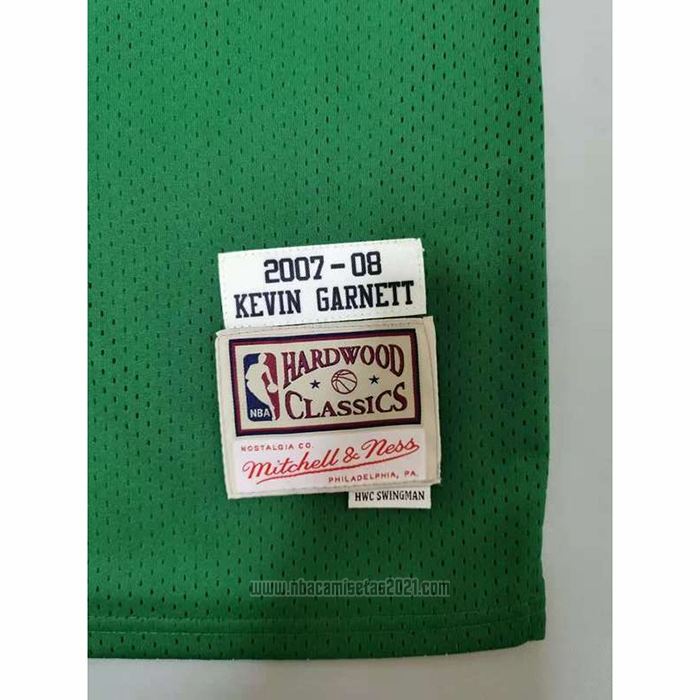 2007-08
KEVIN GARNETT
HARDWOOD
NBA
CLASSICS
NOSTALGIA CO.
Mitchell & Ness
PHILADELPHIA, PA.
HWC SWINGMAN
www.nbacamisetas2021.com